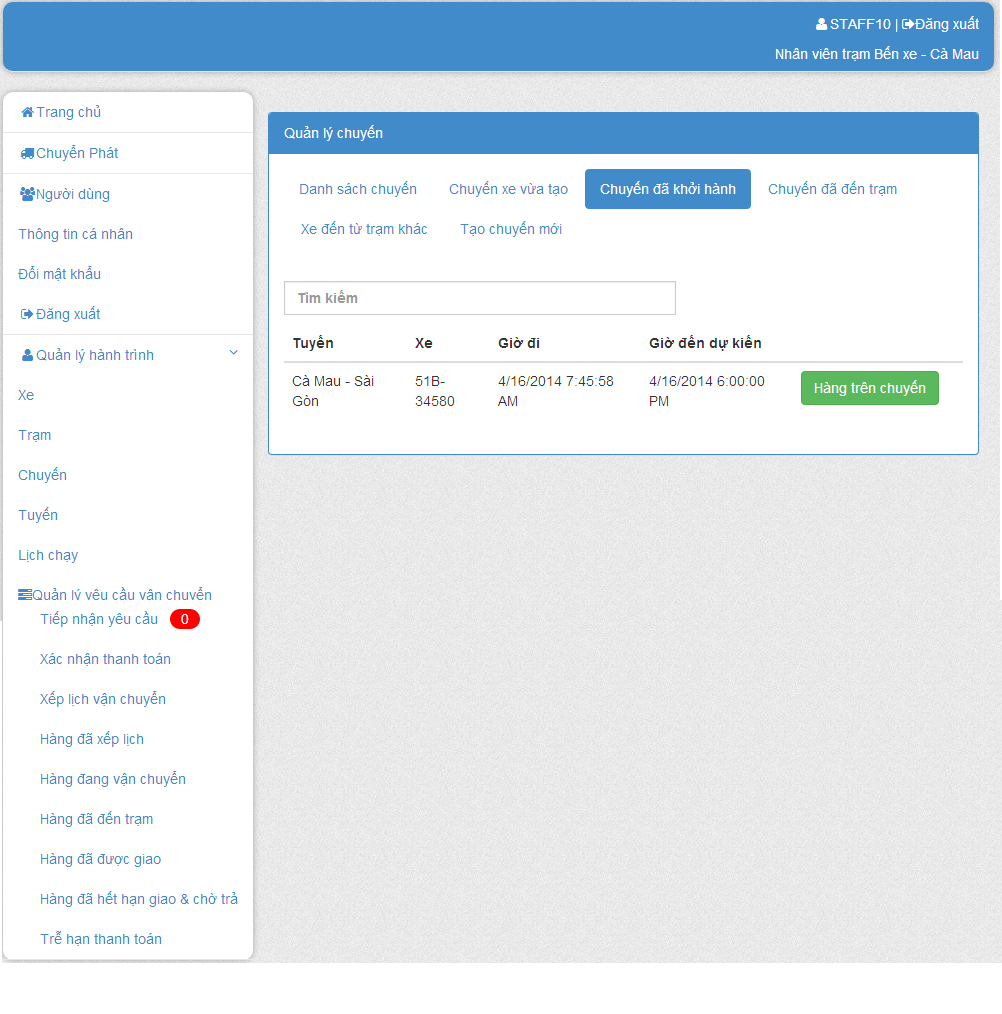 STAFF10 | Đăng xuất
Nhân viên trạm Bến xe - Cà Mau
Trang chủ
Chuyển Phát
Người dùng
Thông tin cá nhân
Đổi mật khẩu
Đăng xuất
Quản lý hành trình
Xe
Trạm
Chuyến
Tuyến
Lịch chạy
Quản lý yêu cầu vận chuyển
Tiếp nhận yêu cầu 0
Xác nhận thanh toán
Xếp lịch vận chuyển
Hàng đã xếp lịch
Hàng đang vận chuyển
Hàng đã đến trạm
Hàng đã được giao
Hàng đã hết hạn giao & chờ trả
Trễ hạn thanh toán
Quản lý chuyến
Danh sách chuyến Chuyến xe vừa tạo Chuyến đã khởi hành Chuyến đã đến trạm
Xe đến từ trạm khác Tạo chuyến mới
Tìm kiếm
Tuyến Xe Giờ đi Giờ đến dự kiến
Cà Mau - Sài 51B- 4/16/2014 7:45:58 4/16/2014 6:00:00 Hàng trên chuyến
Gòn 34580 AM PM